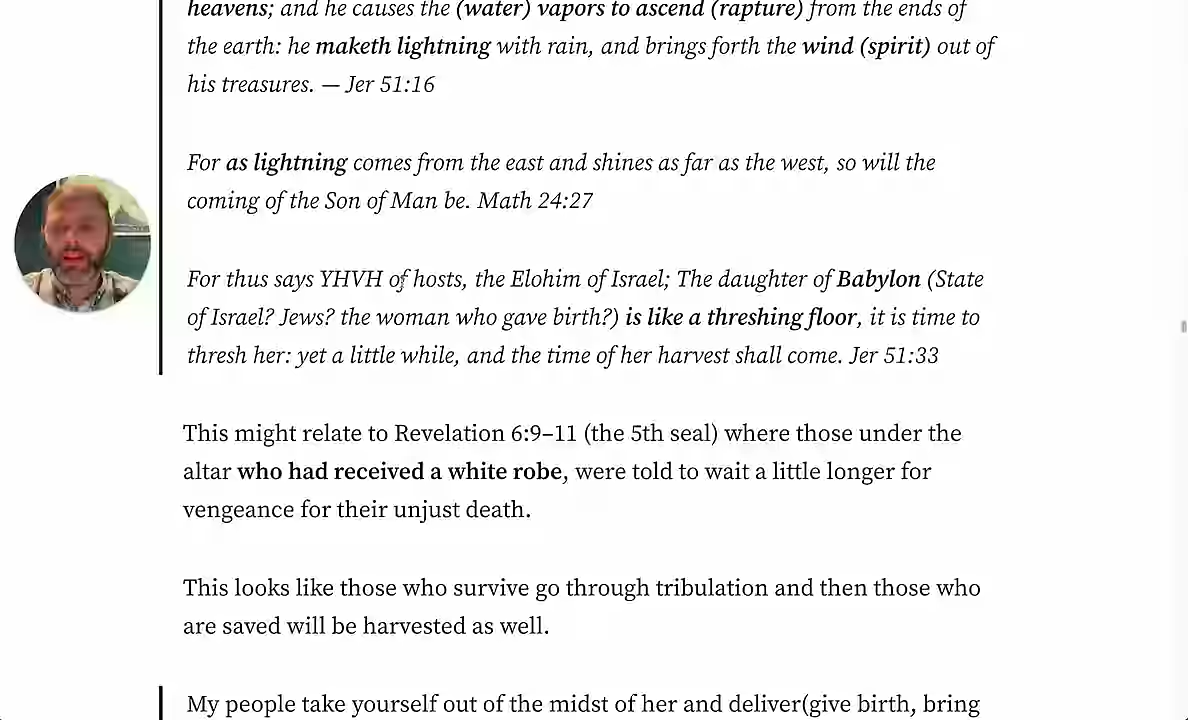 heavens; and he causes the (water) vapors to ascend (rapture) from the ends of
the earth: he maketh lightning with rain, and brings forth the wind (spirit) out of
his treasures. — Jer 51:16
For as lightning comes from the east and shines as far as the west, so will the
coming of the Son of Man be. Math 24:27
For thus says YHVH of hosts, the Elohim of Israel; The daughter of Babylon (State
of Israel? Jews? the woman who gave birth?) is like a threshing floor, it is time to
thresh her: yet a little while, and the time of her harvest shall come. Jer 51:33
This might relate to Revelation 6:9–11 (the 5th seal) where those under the
altar who had received a white robe, were told to wait a little longer for
vengeance for their unjust death.
This looks like those who survive go through tribulation and then those who
are saved will be harvested as well.
My people take yourself out of the midst of her and deliver(give birth, bring